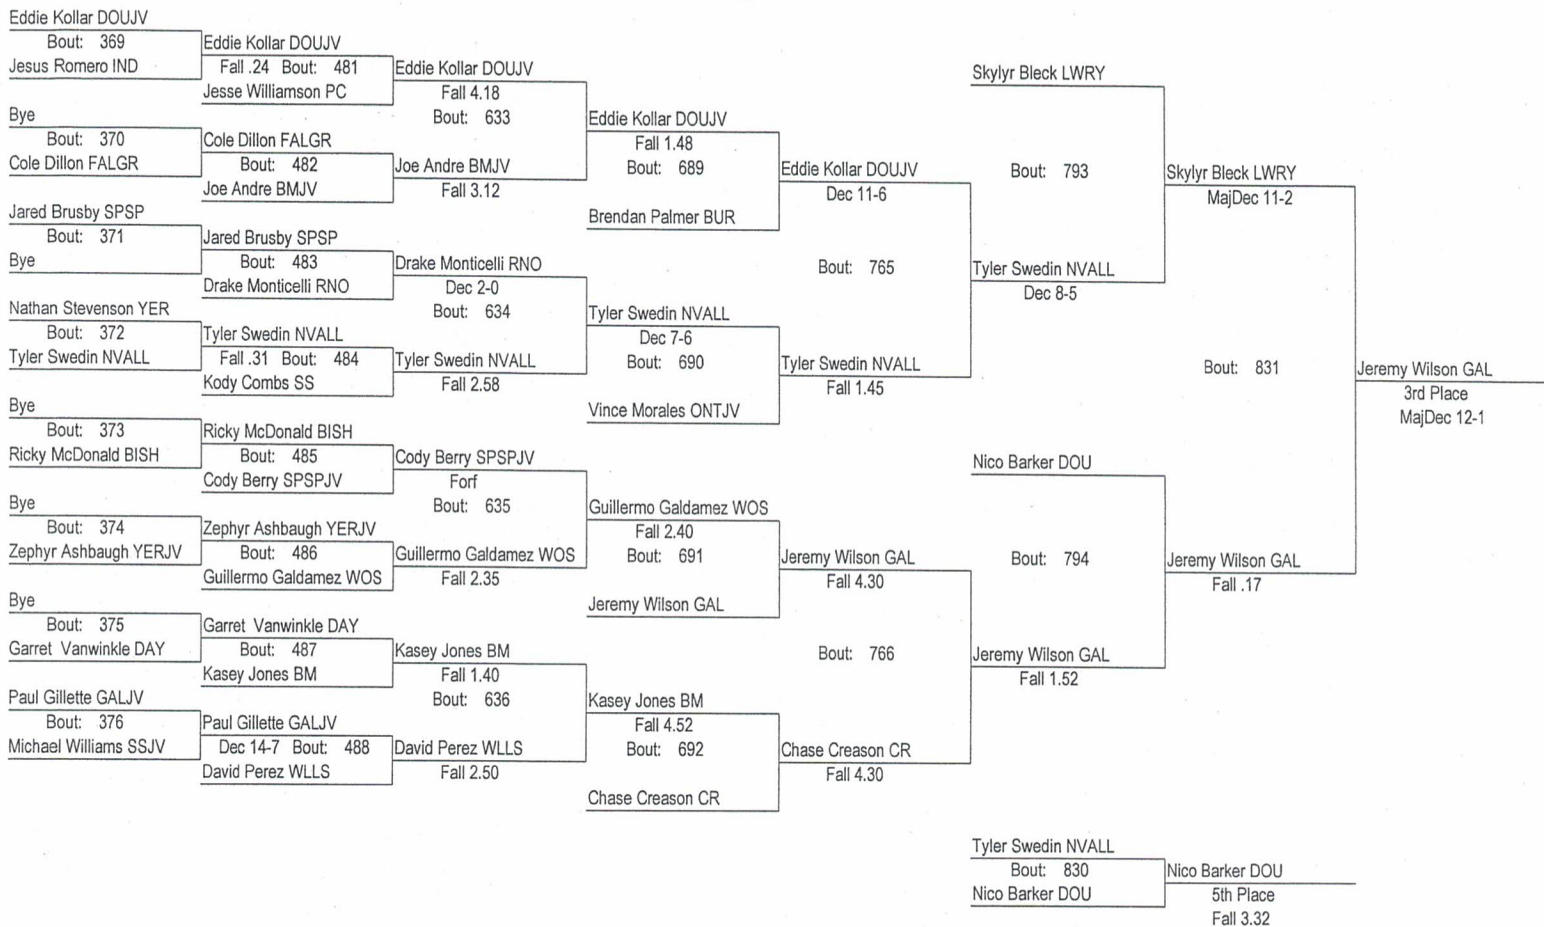 Eddie Kollar DOUJV
Bout: 369
Jesus Romero IND
Bye
Bout: 370
Cole Dillon FALGR
Jared Brusby SPSP
Bout: 371
Bye
Nathan Stevenson YER
Bout: 372
Tyler Swedin NVALL
Bye
Bout: 373
Ricky McDonald BISH
Bye
Bout: 374
Zephyr Ashbaugh YERJV
Bye
Bout: 375
Garret Vanwinkle DAY
Paul Gillette GALJV
Bout: 376
Michael Williams SSJV
Eddie Kollar DOUJV
Fall .24 Bout: 481
Jesse Williamson PC
Cole Dillon FALGR
Bout: 482
Joe Andre BMJV
Jared Brusby SPSP
Bout: 483
Drake Monticelli RNO
Tyler Swedin NVALL
Fall .31 Bout: 484
Kody Combs SS
Ricky McDonald BISH
Bout: 485
Cody Berry SPSPJV
Zephyr Ashbaugh YERJV
Bout: 486
Guillermo Galdamez WOS
Garret Vanwinkle DAY
Bout: 487
Kasey Jones BM
Paul Gillette GALJV
Dec 14-7 Bout: 488
David Perez WLLS
Eddie Kollar DOUJV
Fall 4.18
Bout: 633
Joe Andre BMJV
Fall 3.12
Drake Monticelli RNO
Dec 2-0
Bout: 634
Tyler Swedin NVALL
Fall 2.58
Cody Berry SPSPJV
Forf
Bout: 635
Guillermo Galdamez WOS
Fall 2.35
Kasey Jones BM
Fall 1.40
Bout: 636
David Perez WLLS
Fall 2.50
Eddie Kollar DOUJV
Fall 1.48
Bout: 689
Brendan Palmer BUR
Tyler Swedin NVALL
Dec 7-6
Bout: 690
Vince Morales ONTJV
Guillermo Galdamez WOS
Fall 2.40
Bout: 691
Jeremy Wilson GAL
Kasey Jones BM
Fall 4.52
Bout: 692
Chase Creason CR
Eddie Kollar DOUJV
Dec 11-6
Bout: 765
Tyler Swedin NVALL
Fall 1.45
Jeremy Wilson GAL
Fall 4.30
Bout: 766
Chase Creason CR
Fall 4.30
Skylyr Bleck LWRY
Bout: 793
Tyler Swedin NVALL
Dec 8-5
Nico Barker DOU
Bout: 794
Jeremy Wilson GAL
Fall 1.52
Skylyr Bleck LWRY
MajDec 11-2
Bout: 831
Jeremy Wilson GAL
Fall .17
Jeremy Wilson GAL
3rd Place
MajDec 12-1
Tyler Swedin NVALL
Bout: 830
Nico Barker DOU
Nico Barker DOU
5th Place
Fall 3.32